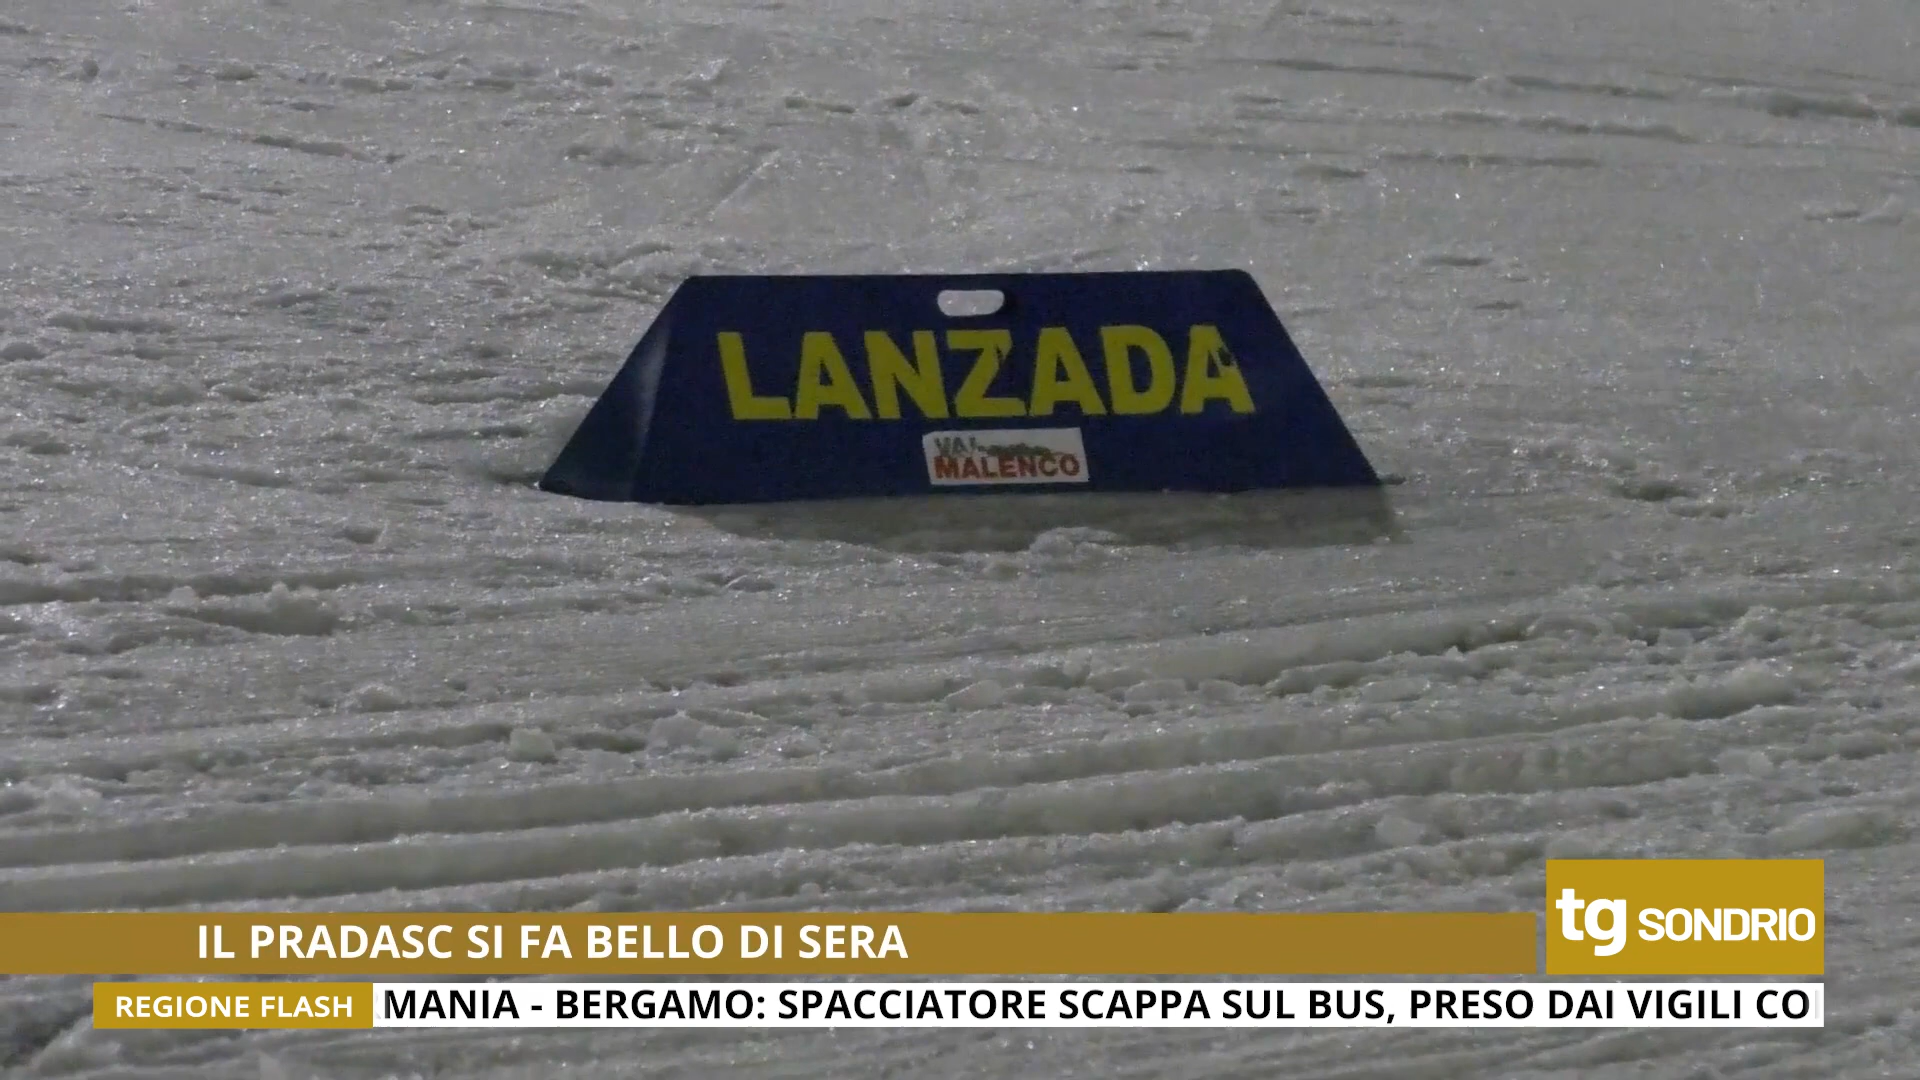 LANZADA
VAL
MALENCO
IL PRADASC SI FA BELLO DI SERA
tg SONDRIO
REGIONE FLASH
MANIA - BERGAMO: SPACCIATORE SCAPPA SUL BUS, PRESO DAI VIGILI CO